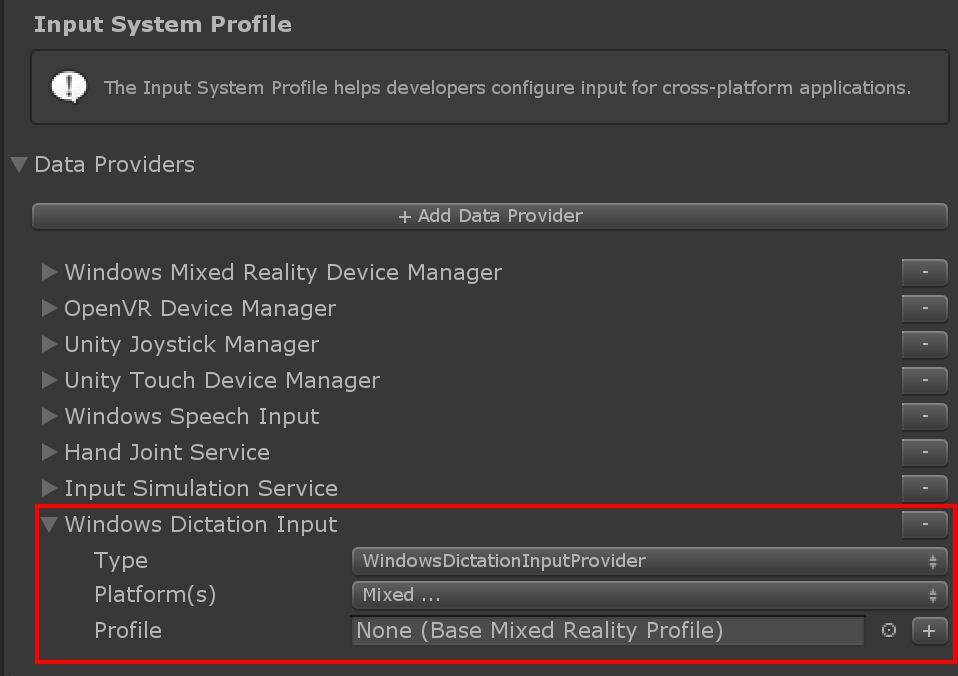 Input System Profile
The Input System Profile helps developers configure input for cross-platform applications.
Data Providers
+ Add Data Provider
Windows Mixed Reality Device Manager -
OpenVR Device Manager -
Unity Joystick Manager -
Unity Touch Device Manager -
Windows Speech Input -
Hand Joint Service -
Input Simulation Service -
Windows Dictation Input -
Type WindowsDictationInputProvider
Platform(s) Mixed ...
Profile None (Base Mixed Reality Profile) +